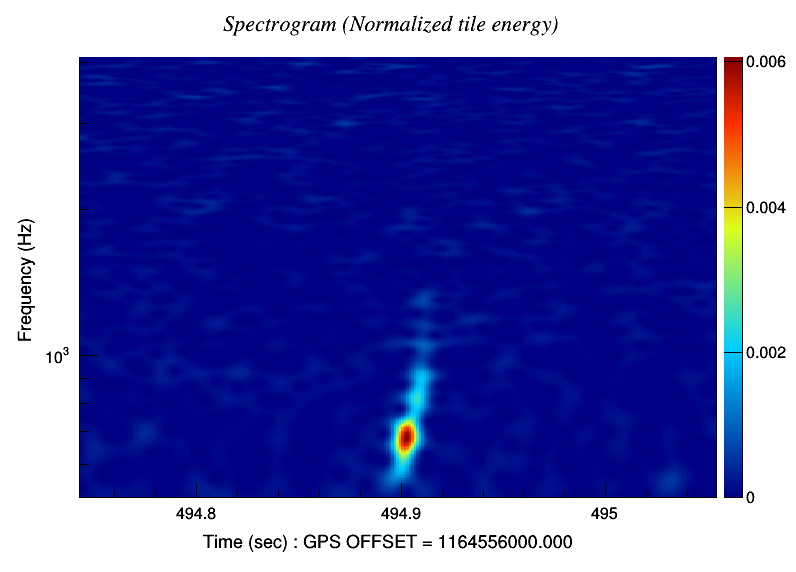 Spectrogram (Normalized tile energy)
0.006
0.004
0.002
0
Frequency (Hz)
10³
494.8
494.9
495
Time (sec) : GPS OFFSET = 1164556000.000